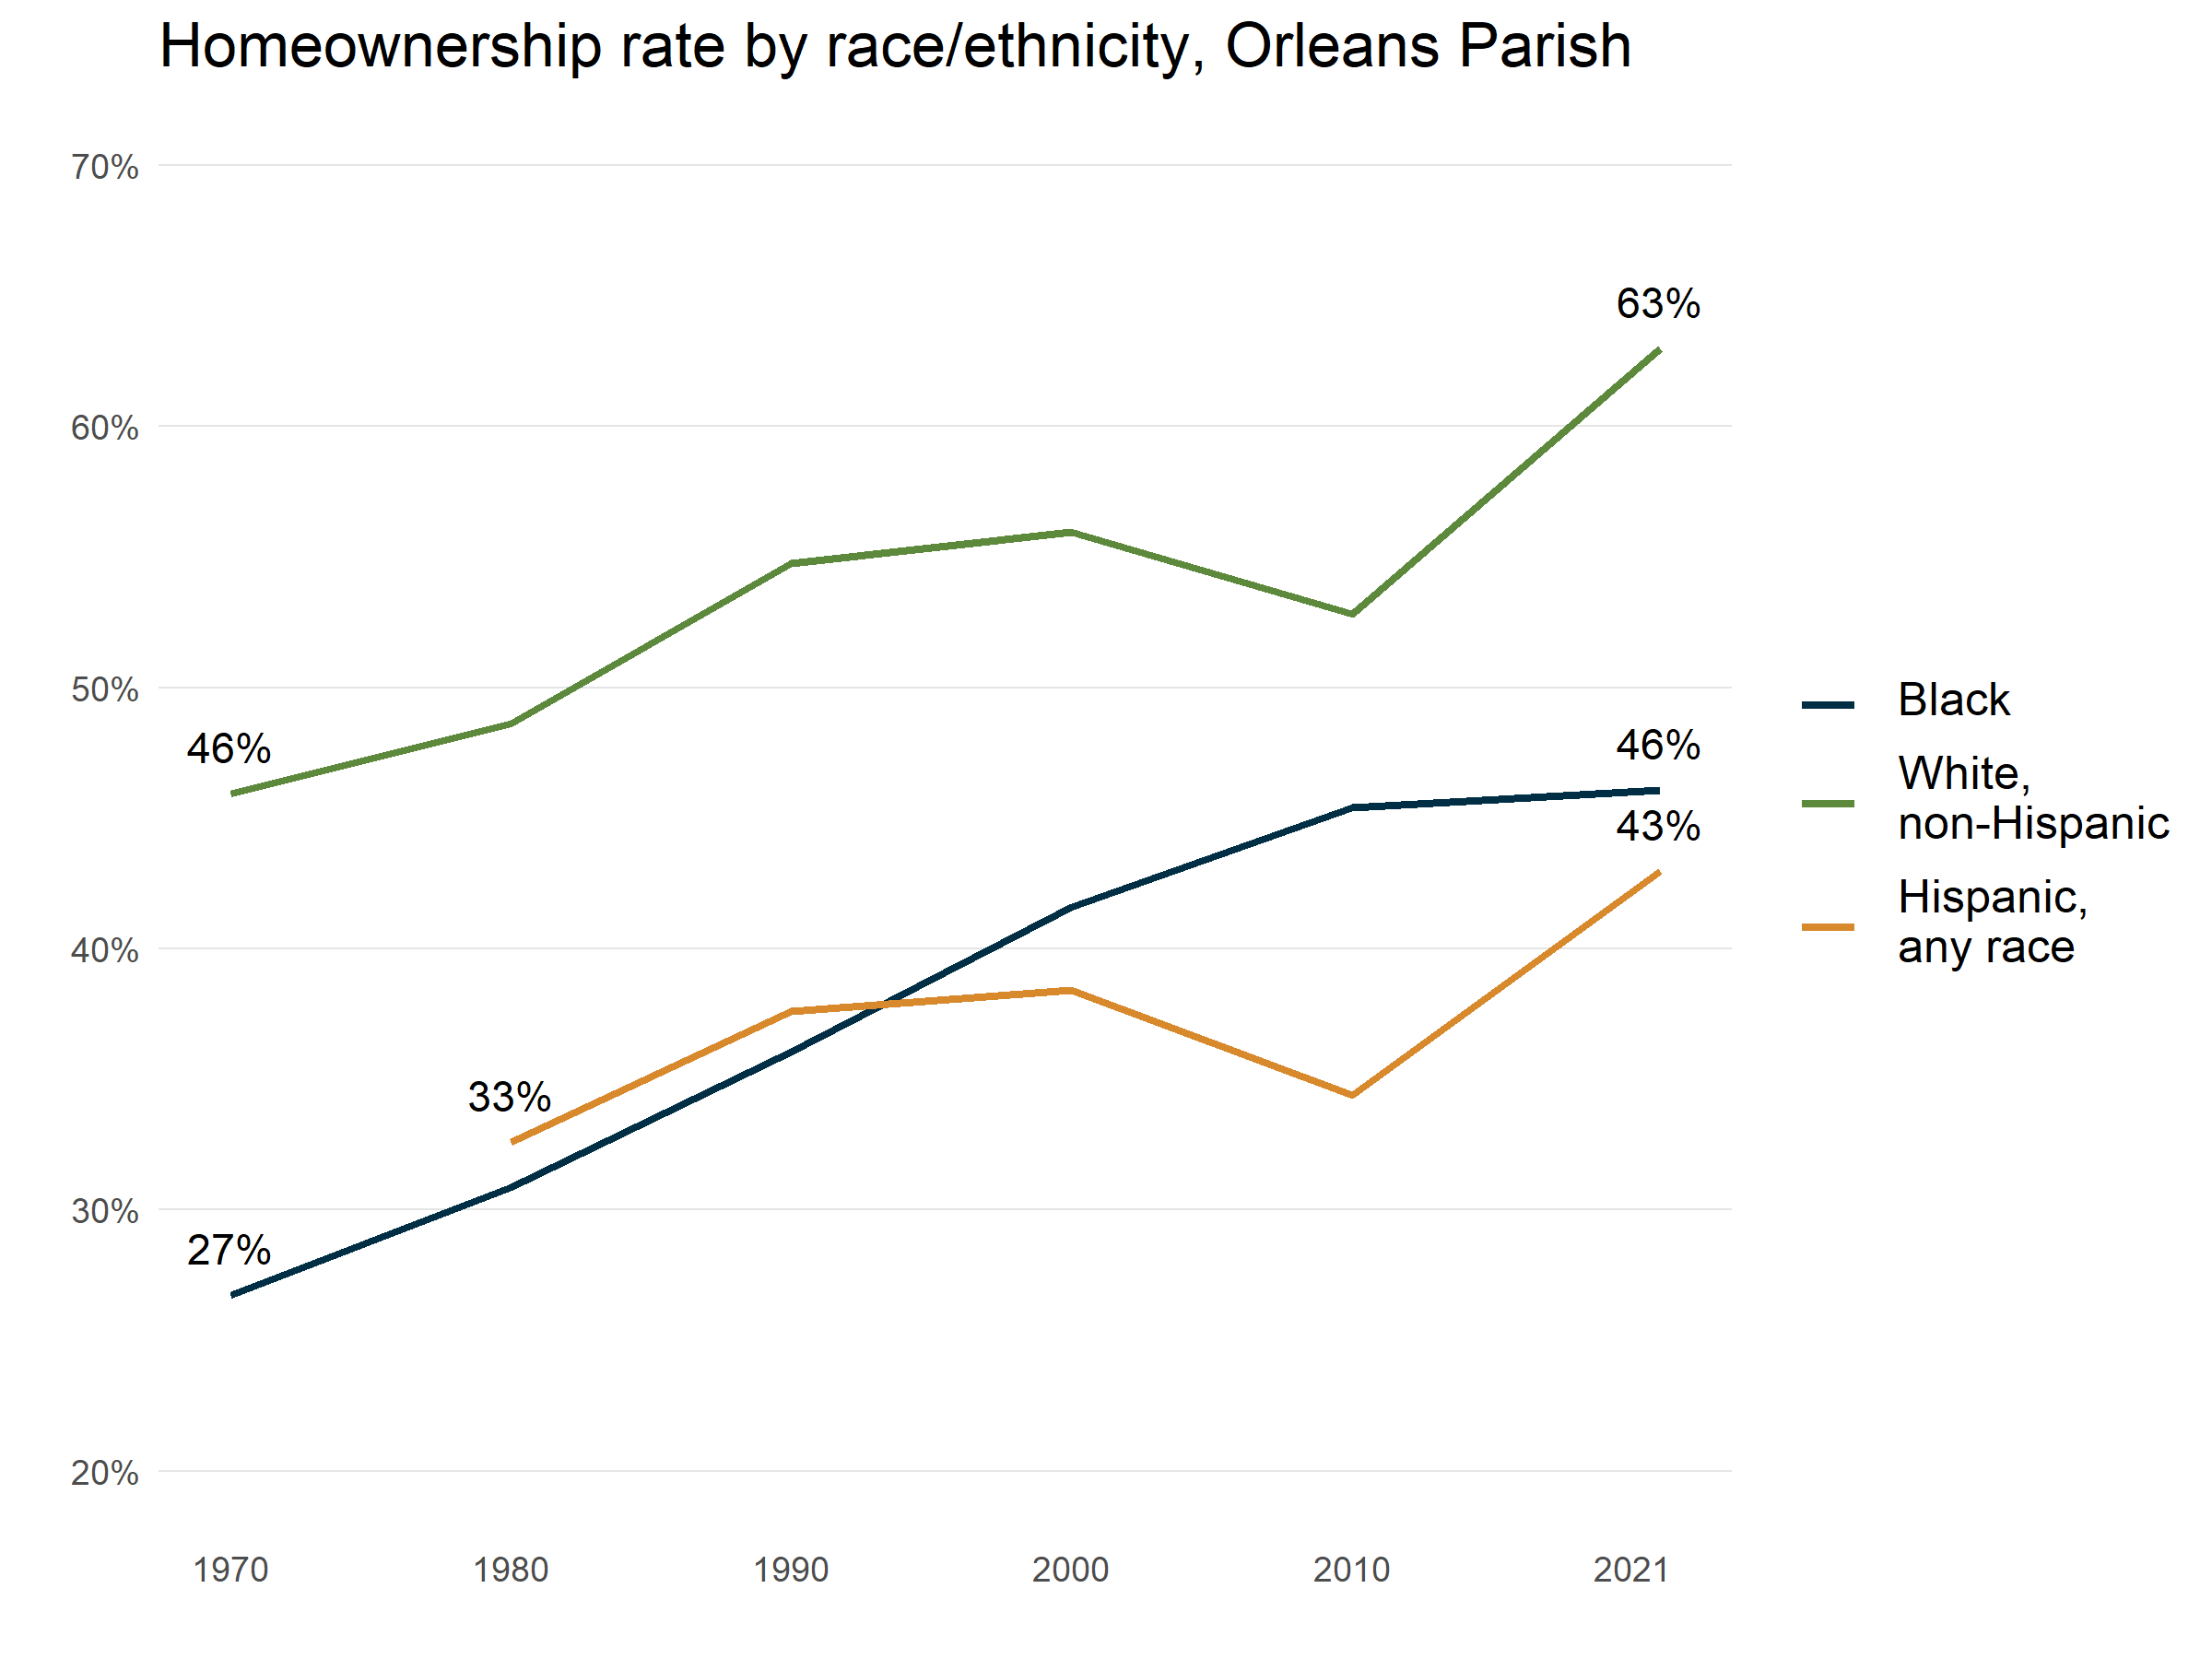 Homeownership rate by race/ethnicity, Orleans Parish
70%
63%
60%
50%
46%
46%
43%
40%
33%
30%
27%
20%
1970 1980 1990 2000 2010 2021
Black
White,
non-Hispanic
Hispanic,
any race